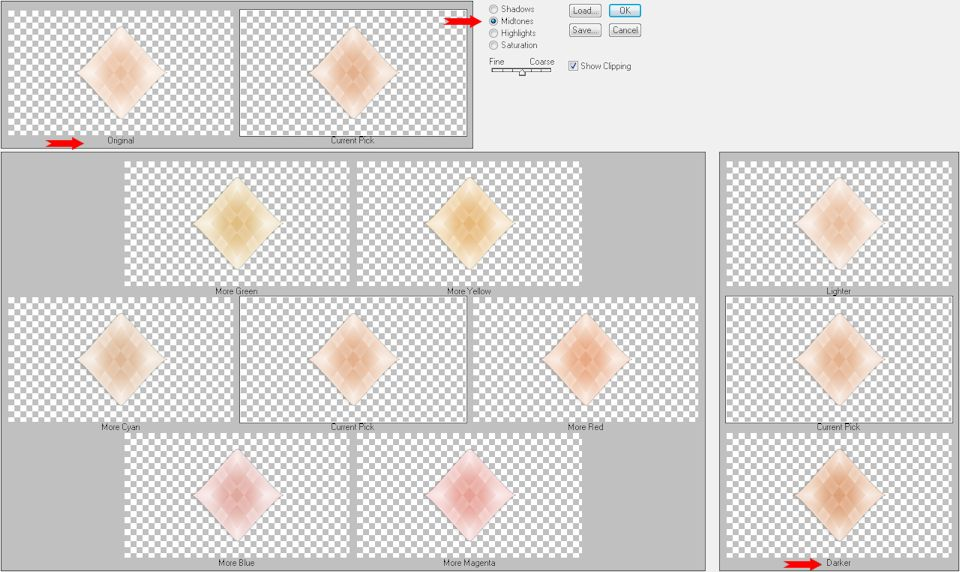 Original
Current Pick
Shadows
Midtones
Highlights
Saturation
Fine Coarse
Load...
OK
Save...
Cancel
Show Clipping
More Green
More Yellow
More Cyan
Current Pick
More Red
More Blue
More Magenta
Lighter
Current Pick
Darker